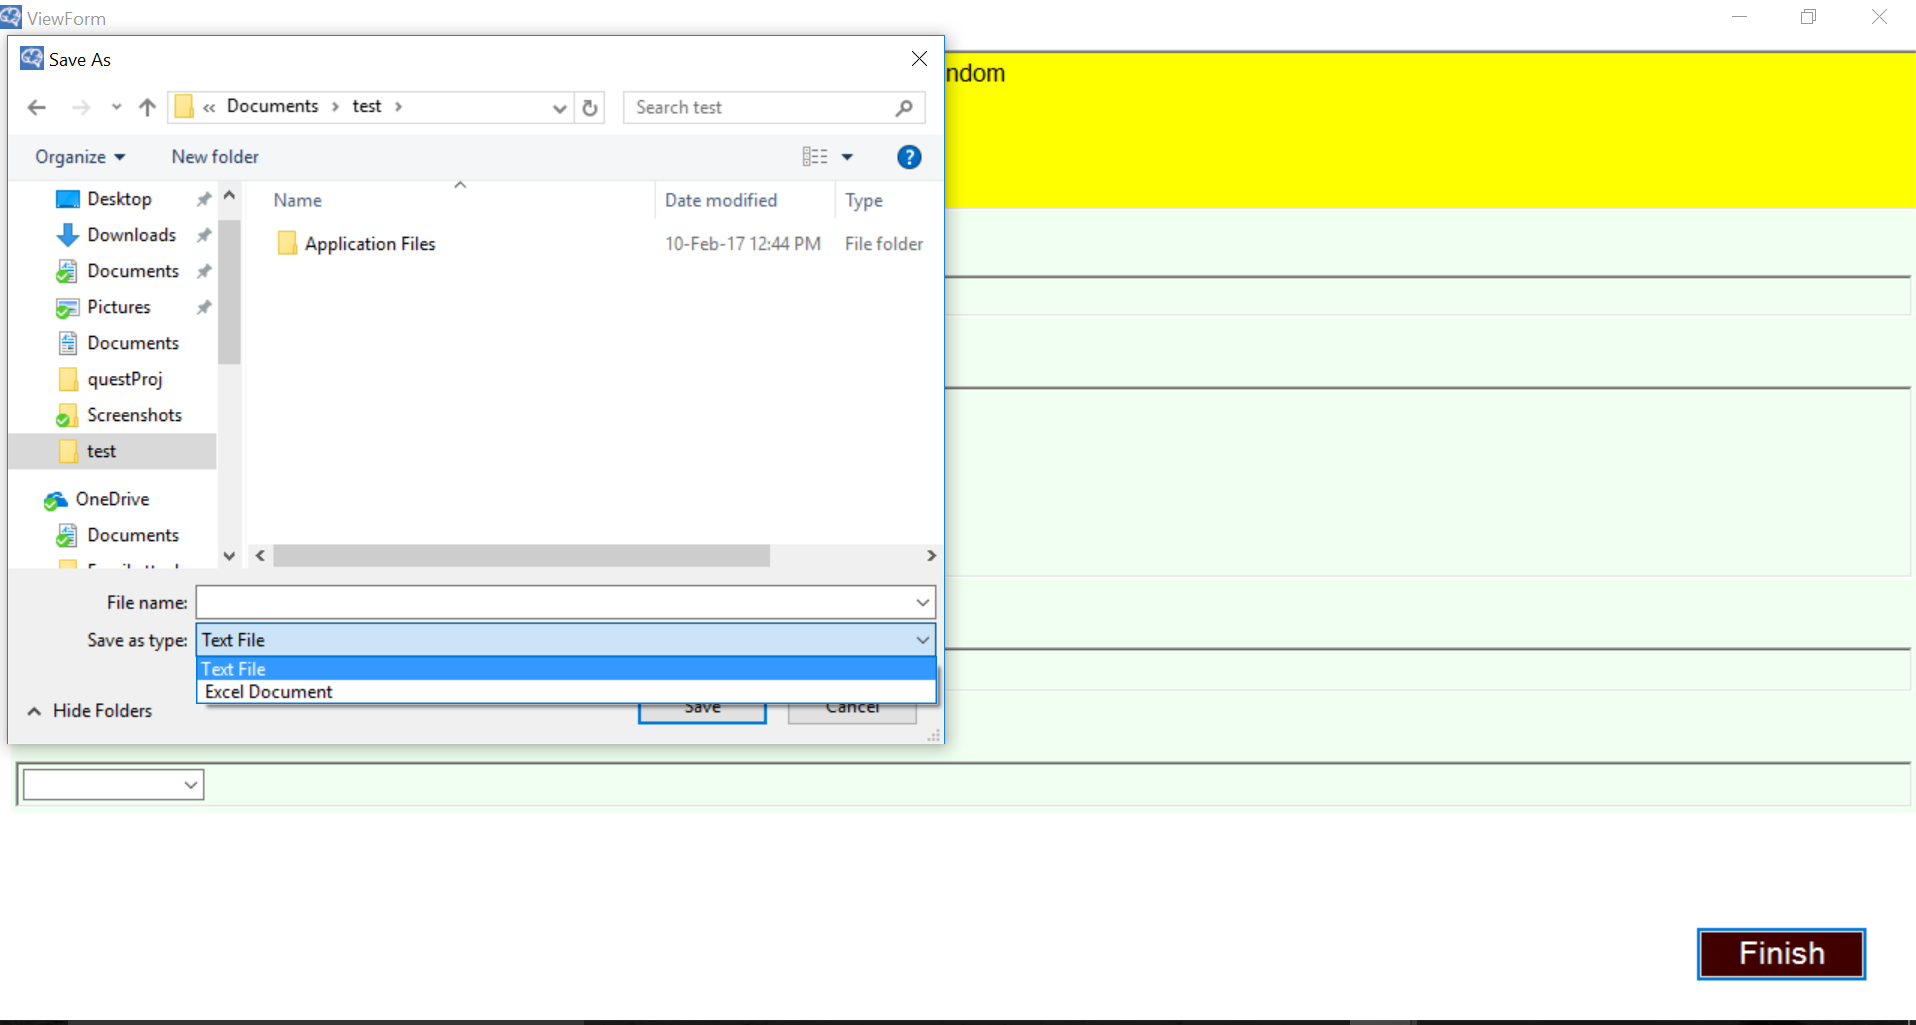 ViewForm
Save As
ndom
« Documents > test >
Search test
Organize
New folder
?
Name
Date modified
Type
Desktop
Downloads
Documents
Pictures
Documents
questProj
Screenshots
test
OneDrive
Documents
Application Files
10-Feb-17 12:44 PM
File folder
File name:
Save as type: Text File
Text File
Excel Document
Hide Folders
Save
Cancel
Finish